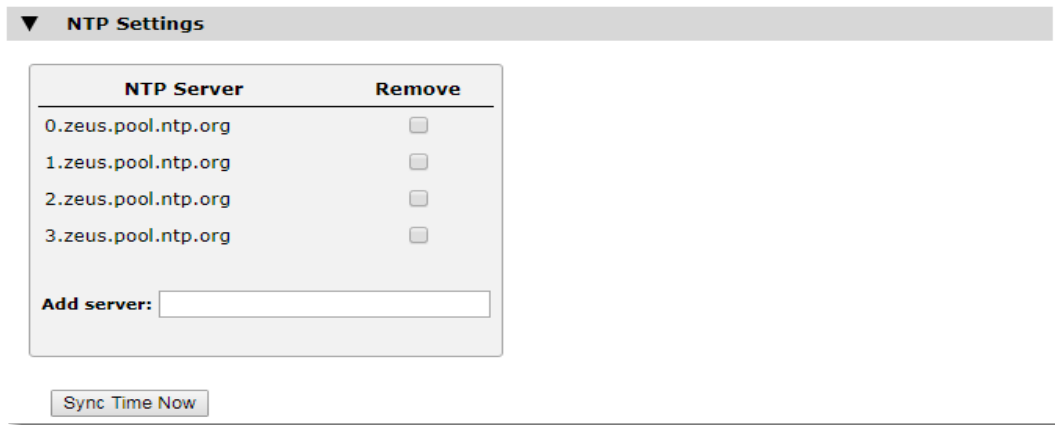 ▼ NTP Settings
NTP Server Remove
0.zeus.pool.ntp.org
1.zeus.pool.ntp.org
2.zeus.pool.ntp.org
3.zeus.pool.ntp.org
Add server:
Sync Time Now